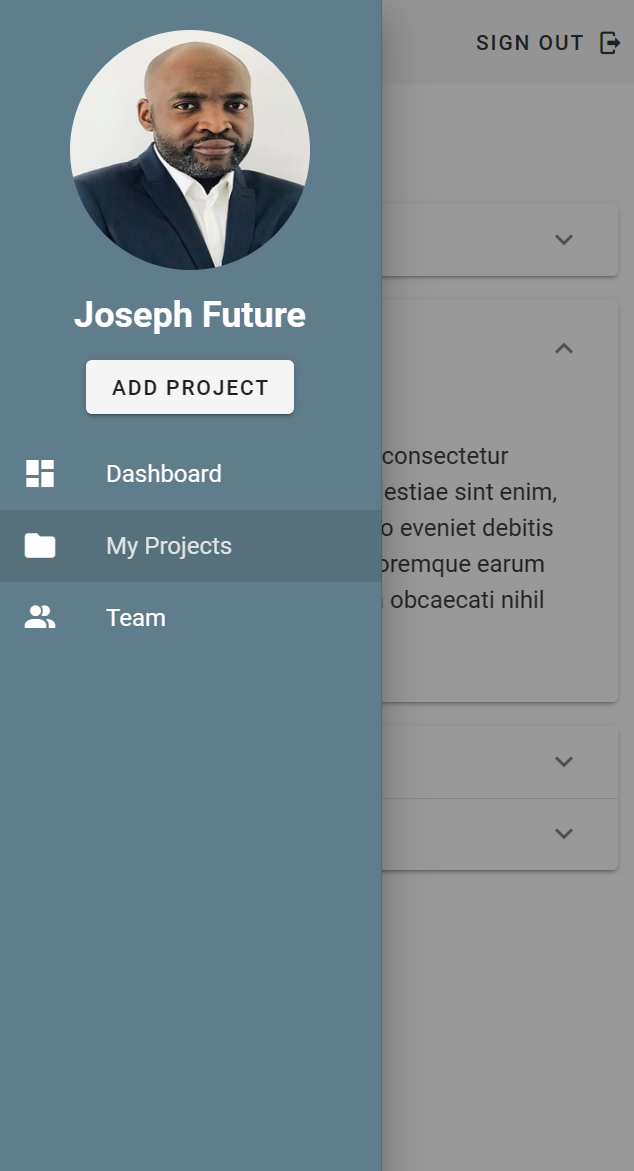 SIGN OUT
Joseph Future
ADD PROJECT
Dashboard
My Projects
Team
consectetur
estiae sint enim,
o eveniet debitis
oremque earum
obcaecati nihil